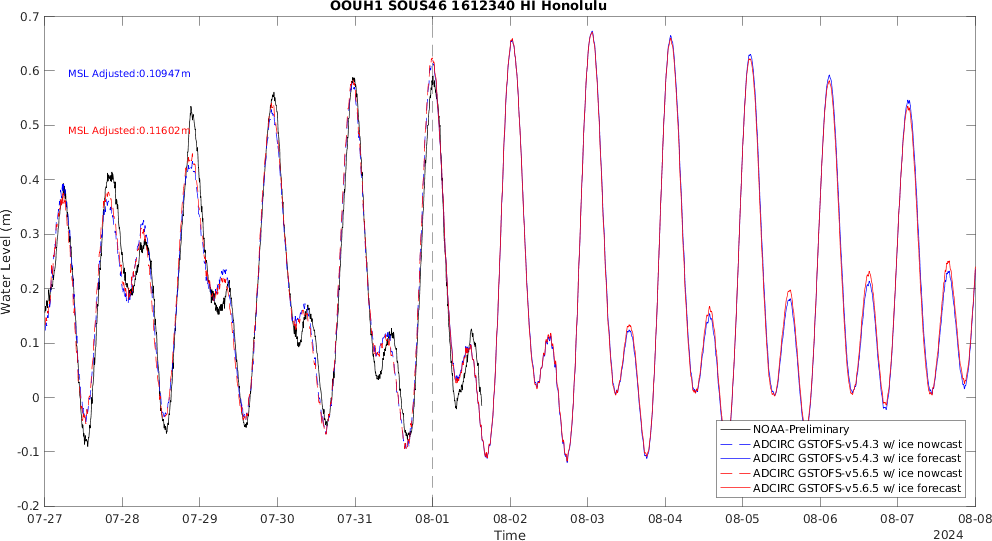 OOUH1 SOUS46 1612340 HI Honolulu
MSL Adjusted:0.10947m
MSL Adjusted:0.11602m
Water Level (m)
0.7
0.6
0.5
0.4
0.3
0.2
0.1
0
-0.1
-0.2
NOAA-Preliminary
ADCIRC GSTOFS-v5.4.3 w/ ice nowcast
ADCIRC GSTOFS-v5.4.3 w/ ice forecast
ADCIRC GSTOFS-v5.6.5 w/ ice nowcast
ADCIRC GSTOFS-v5.6.5 w/ ice forecast
07-27 07-28 07-29 07-30 07-31 08-01 08-02 08-03 08-04 08-05 08-06 08-07 08-08
Time
2024